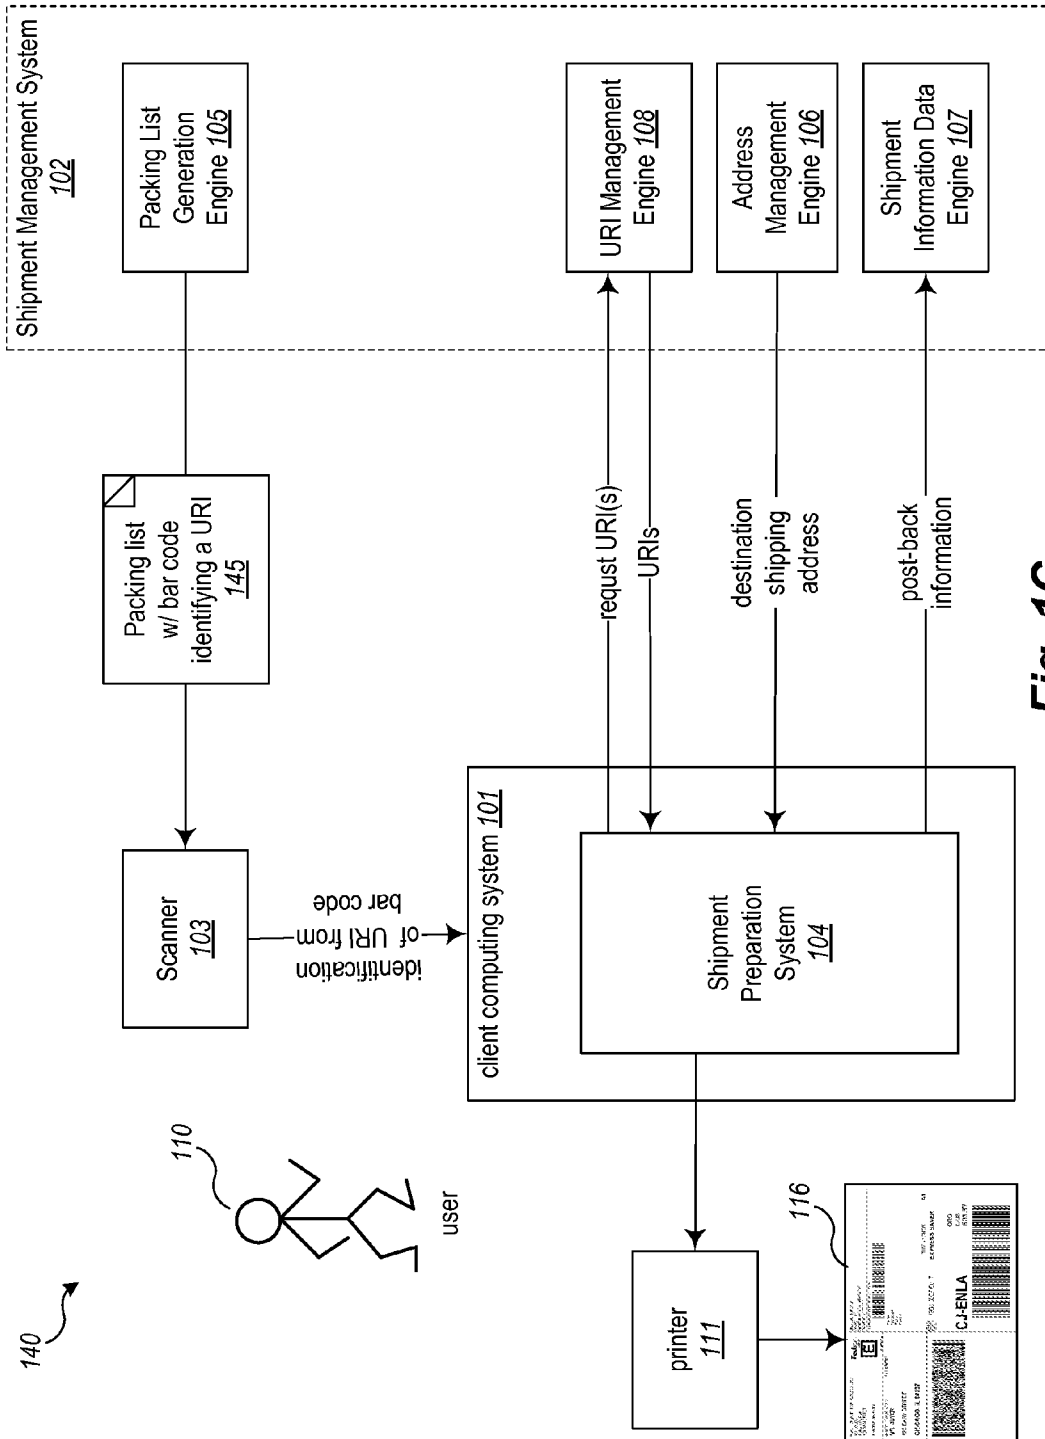 140
110
user
Shipment Management System
102
Packing List
Generation
Engine 105
Packing list
w/ bar code
identifying a URI
145
Scanner
103
identification
of URI from
bar code
client computing system 101
Shipment
Preparation
System
104
requst URI(s)
URIs
destination
shipping
address
post-back
information
URI Management
Engine 108
Address
Management
Engine 106
Shipment
Information Data
Engine 107
printer
111
116
E
CJ-ENLA